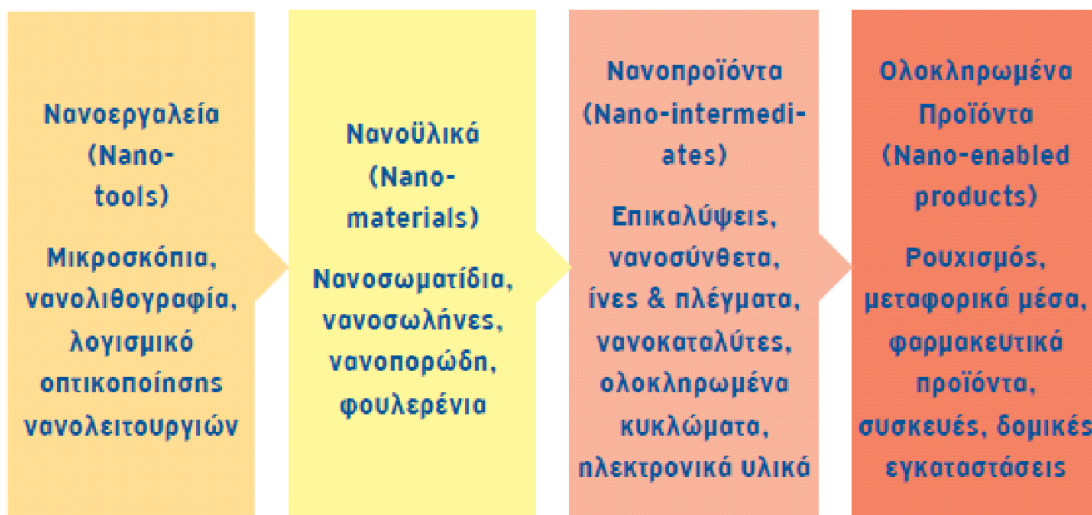 Νανοεργαλεία
(Nano-
tools)
Μικροσκόπια,
νανολιθογραφία,
λογισμικό
οπτικοποίησης
νανολειτουργιών
Νανοϋλικά
(Nano-
materials)
Νανοσωματίδια,
νανοσωλήνες,
νανοπορώδη,
φουλερένια
Νανοπροϊόντα
(Nano-intermedi-
ates)
Επικαλύψεις,
νανοσύνθετα,
ίνες & πλέγματα,
νανοκαταλύτες,
ολοκληρωμένα
κυκλώματα,
ηλεκτρονικά υλικά
Ολοκληρωμένα
Προϊόντα
(Nano-enabled
products)
Ρουχισμός,
μεταφορικά μέσα,
φαρμακευτικά
προϊόντα,
συσκευές, δομικές
εγκαταστάσεις